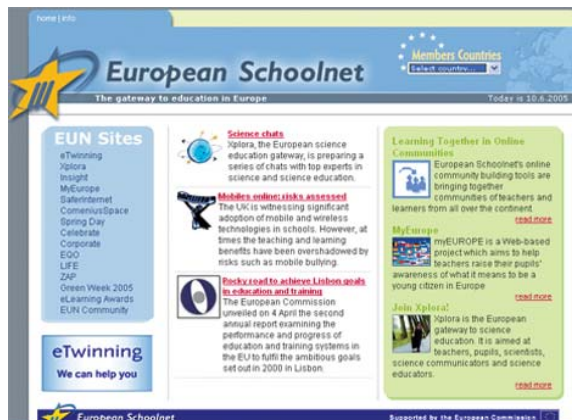 home | info
Members Countries
Select country...
European Schoolnet
The gateway to education in Europe
Today is 10.6.2005
EUN Sites
eTwinning
Xplora
Insight
MyEurope
SaferInternet
ComeniusSpace
Spring Day
Celebrate
Corporate
EQO
LIFE
ZAP
Green Week 2005
eLearning Awards
EUN Community
eTwinning
We can help you
Science chats
Xplora, the European science
education gateway, is preparing a
series of chats with top experts in
science and science education.
Mobiles online: risks assessed
The UK is witnessing significant
adoption of mobile and wireless
technologies in schools. However, at
times the teaching and learning
benefits have been overshadowed by
risks such as mobile bullying.
Rocky road to achieve Lisbon goals
in education and training
The European Commission
unveiled on 4 April the second
annual report examining the
performance and progress of
education and training systems in
the EU to fulfil the ambitious goals
set out in 2000 in Lisbon.
Learning Together in Online
Communities
European Schoolnet's online
community building tools are
bringing together
communities of teachers and
learners from all over the continent.
read more
MyEurope
myEUROPE is a Web-based
project which aims to help
teachers raise their pupils'
awareness of what it means to be a
young citizen in Europe
read more
Join Xplora!
Xplora is the European
gateway to science
education. It is aimed at
teachers, pupils, scientists,
science communicators and science
educators.
read more
European Schoolnet
Supported by the European Commission